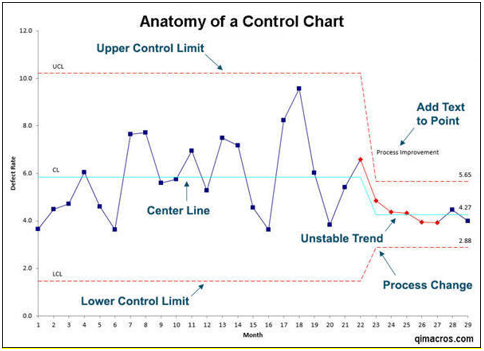 Anatomy of a Control Chart
12.0
Upper Control Limit
UCL
10.0
Add Text
to Point
8.0
Process Improvement
Defect Rate
6.0
CL
5.65
Center Line
4.27
4.0
Unstable Trend
2.88
2.0
LCL
Process Change
Lower Control Limit
0.0
1 2 3 4 5 6 7 8 9 10 11 12 13 14 15 16 17 18 19 20 21 22 23 24 25 26 27 28 29
Month
qimacros.com